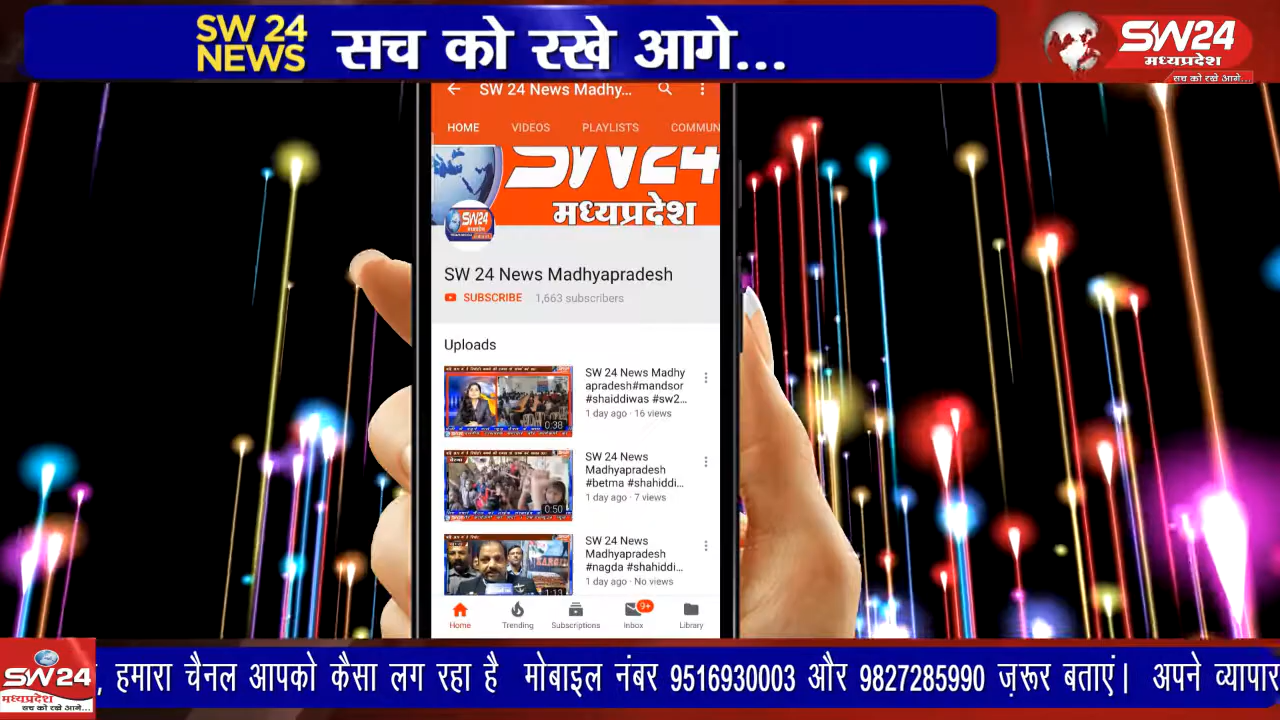 SW 24
NEWS
सच को रखे आगे...
SW24
मध्यप्रदेश
सच को रखे आगे...
SW 24 News Madhy...
HOME VIDEOS PLAYLISTS COMMUN
SW24
मध्यप्रदेश
SW24
SW 24 News Madhyapradesh
SUBSCRIBE 1,663 subscribers
Uploads
SW 24 News Madhy
apradesh#mandsor
#shaiddiwas #sw2...
1 day ago · 16 views
0:38
SW 24 News
Madhyapradesh
#betma #shahiddi...
1 day ago · 7 views
0:50
SW 24 News
Madhyapradesh
#nagda #shahiddi...
1 day ago · No views
1:13
9+
Home Trending Subscriptions Inbox Library
SW24
मध्यप्रदेश
सच को रखे आगे...
, हमारा चैनल आपको कैसा लग रहा है मोबाइल नंबर 9516930003 और 9827285990 ज़रूर बताएं। अपने व्यापार